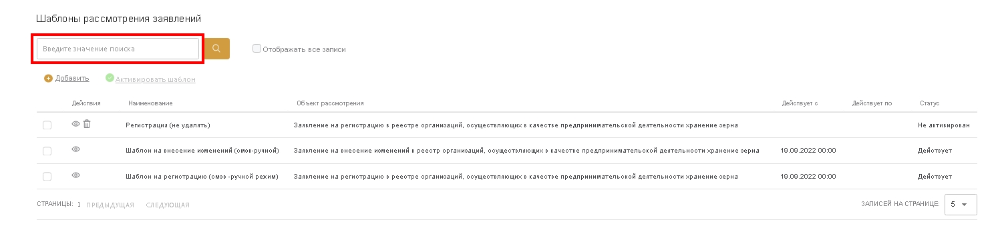 Шаблоны рассмотрения заявлений
Введите значение поиска
Отображать все записи
Добавить Активировать шаблон
Действия Наименование Объект рассмотрения Действует с Действует по Статус
Регистрация (не удалять) Заявление на регистрацию в реестре организаций, осуществляющих в качестве предпринимательской деятельности хранение зерна Не активирован
Шаблон на внесение изменений (смэв-ручной) Заявление на внесение изменений в реестр организаций, осуществляющих в качестве предпринимательской деятельности хранение зерна 19.09.2022 00:00 Действует
Шаблон на регистрацию (смэв -ручной режим) Заявление на регистрацию в реестре организаций, осуществляющих в качестве предпринимательской деятельности хранение зерна 19.09.2022 00:00 Действует
СТРАНИЦЫ: 1 ПРЕДЫДУЩАЯ СЛЕДУЮЩАЯ ЗАПИСЕЙ НА СТРАНИЦЕ: 5